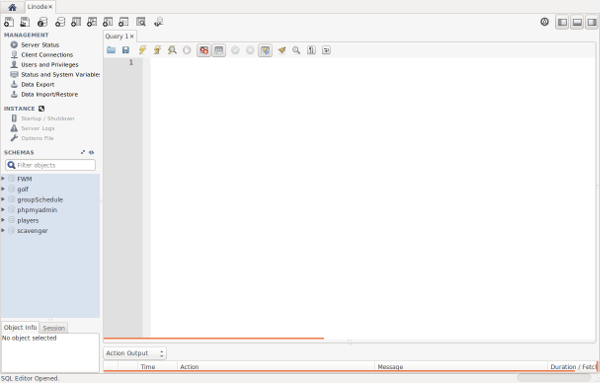 Linode×
MANAGEMENT
Server Status
Client Connections
Users and Privileges
Status and System Variable
Data Export
Data Import/Restore
INSTANCE
Startup / Shutdown
Server Logs
Options File
SCHEMAS
Filter objects
FWM
golf
groupSchedule
phpmyadmin
players
scavenger
Object Info
Session
No object selected
Query 1×
1
Action Output
Time
Action
Message
Duration / Fetch
SQL Editor Opened.